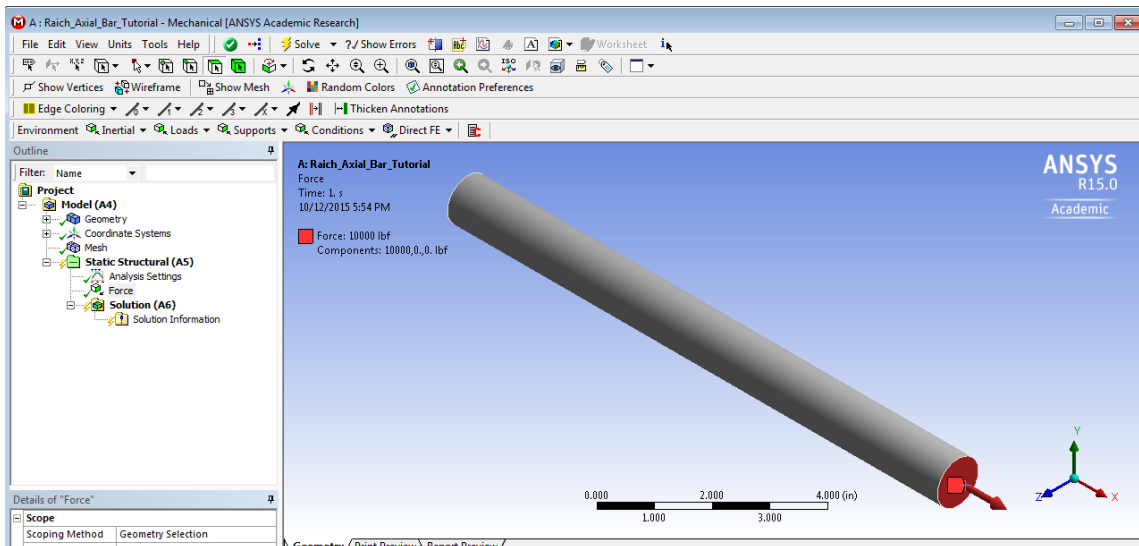 A : Raich_Axial_Bar_Tutorial - Mechanical [ANSYS Academic Research]
File Edit View Units Tools Help Solve ?/ Show Errors Worksheet
Show Vertices Wireframe Show Mesh Random Colors Annotation Preferences
Edge Coloring Thicken Annotations
Environment Inertial Loads Supports Conditions Direct FE
Outline
Filter: Name
Project
Model (A4)
Geometry
Coordinate Systems
Mesh
Static Structural (A5)
Analysis Settings
Force
Solution (A6)
Solution Information
Details of "Force"
Scope
Scoping Method Geometry Selection
A: Raich_Axial_Bar_Tutorial
Force
Time: 1. s
10/12/2015 5:54 PM
Force: 10000 lbf
Components: 10000,0.,0. lbf
ANSYS
R15.0
Academic
0.000 2.000 4.000 (in)
1.000 3.000
Y
Z X
Geometry Print Preview Report Preview